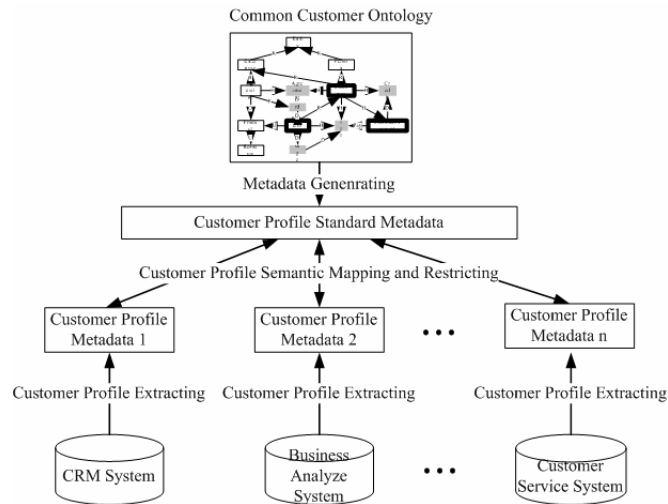 Common Customer Ontology
Metadata Genenrating
Customer Profile Standard Metadata
Customer Profile Semantic Mapping and Restricting
Customer Profile
Metadata 1
Customer Profile
Metadata 2
• • •
Customer Profile
Metadata n
Customer Profile Extracting
Customer Profile Extracting
Customer Profile Extracting
CRM System
Business
Analyze
System
• • •
Customer
Service System